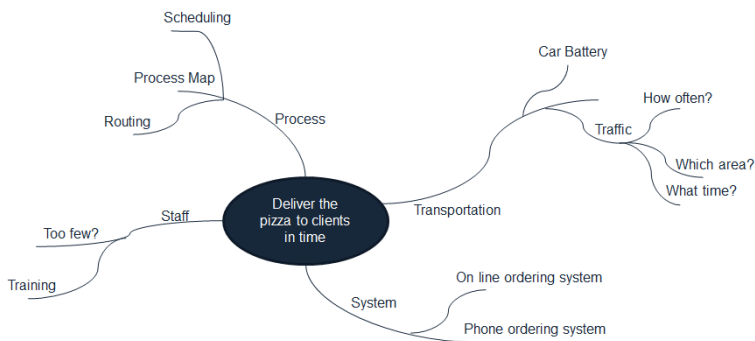 Scheduling
Process Map
Routing
Process
Car Battery
How often?
Traffic
Which area?
What time?
Transportation
Deliver the
pizza to clients
in time
Staff
Too few?
Training
System
On line ordering system
Phone ordering system